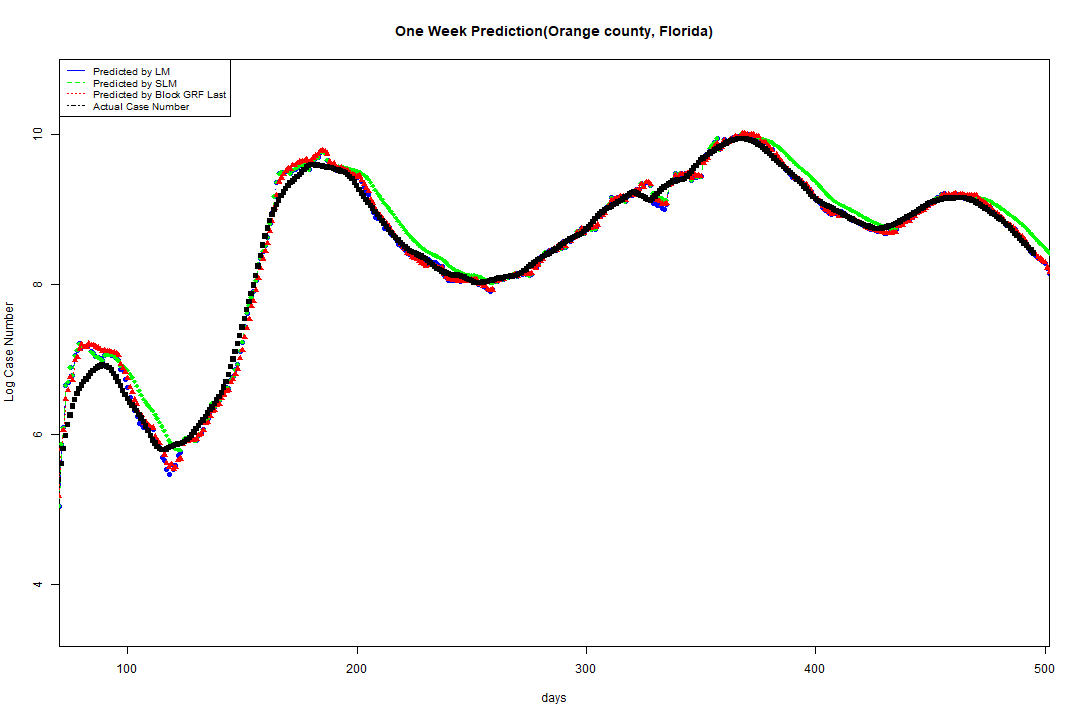 One Week Prediction(Orange county, Florida)
Predicted by LM
Predicted by SLM
Predicted by Block GRF Last
Actual Case Number
10
8
6
4
Log Case Number
100 200 300 400 500
days